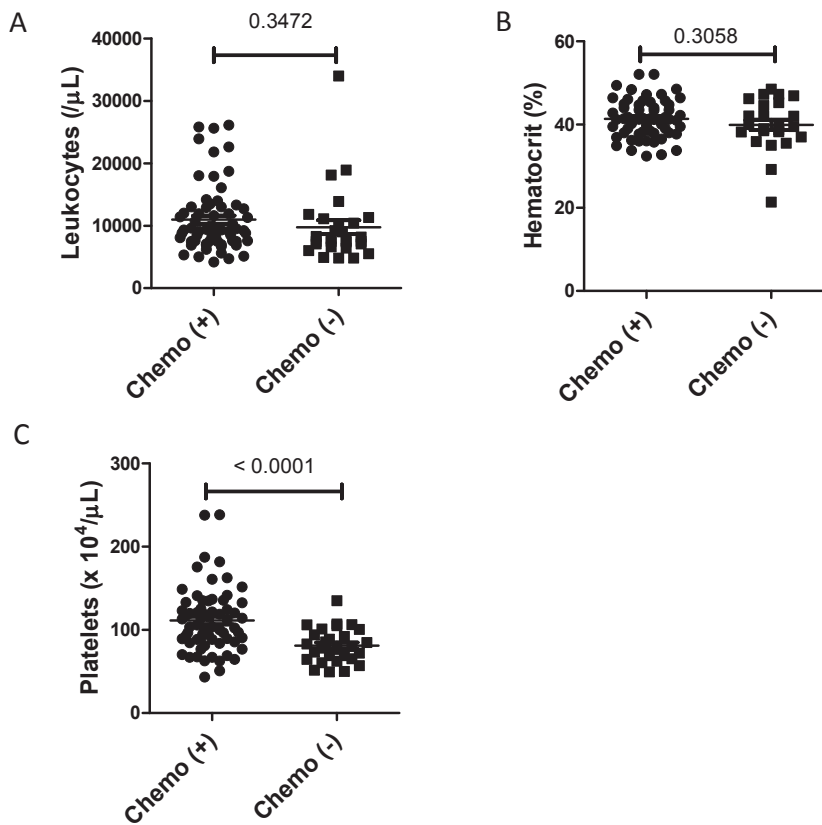 A
Leukocytes (/μL)
40000
30000
20000
10000
0
0.3472
Chemo (+)
Chemo (-)
B
Hematocrit (%)
60
40
20
0
0.3058
Chemo (+)
Chemo (-)
C
Platelets (x 10⁴/μL)
300
200
100
0
< 0.0001
Chemo (+)
Chemo (-)